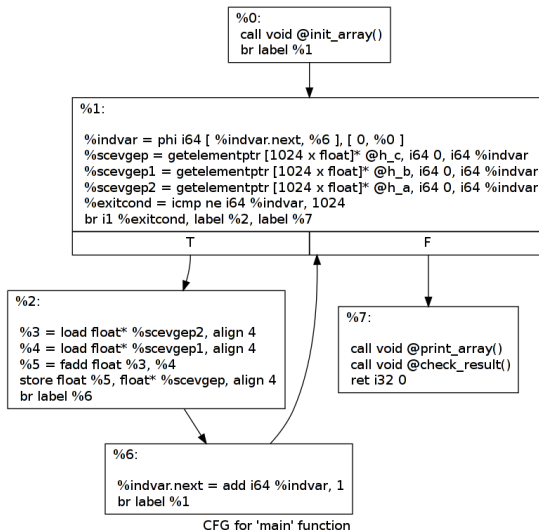 %0:
call void @init_array()
br label %1
%1:
%indvar = phi i64 [ %indvar.next, %6 ], [ 0, %0 ]
%scevgep = getelementptr [1024 x float]* @h_c, i64 0, i64 %indvar
%scevgep1 = getelementptr [1024 x float]* @h_b, i64 0, i64 %indvar
%scevgep2 = getelementptr [1024 x float]* @h_a, i64 0, i64 %indvar
%exitcond = icmp ne i64 %indvar, 1024
br i1 %exitcond, label %2, label %7
T
F
%2:
%3 = load float* %scevgep2, align 4
%4 = load float* %scevgep1, align 4
%5 = fadd float %3, %4
store float %5, float* %scevgep, align 4
br label %6
%7:
call void @print_array()
call void @check_result()
ret i32 0
%6:
%indvar.next = add i64 %indvar, 1
br label %1
CFG for 'main' function